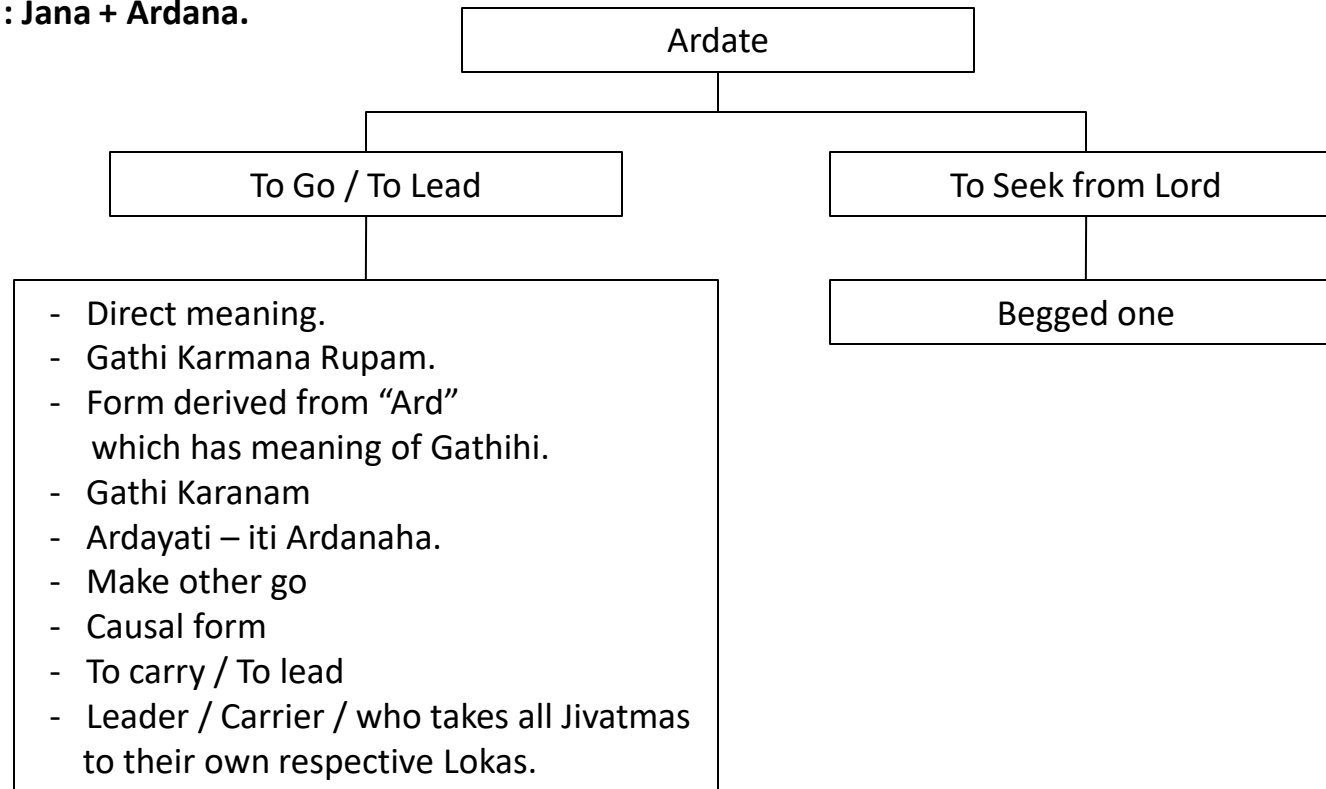 : Jana + Ardana.
Ardate
To Go / To Lead
To Seek from Lord
- Direct meaning.
- Gathi Karmana Rupam.
- Form derived from “Ard”
which has meaning of Gathihi.
- Gathi Karanam
- Ardayati – iti Ardanaha.
- Make other go
- Causal form
- To carry / To lead
- Leader / Carrier / who takes all Jivatmas
to their own respective Lokas.
Begged one